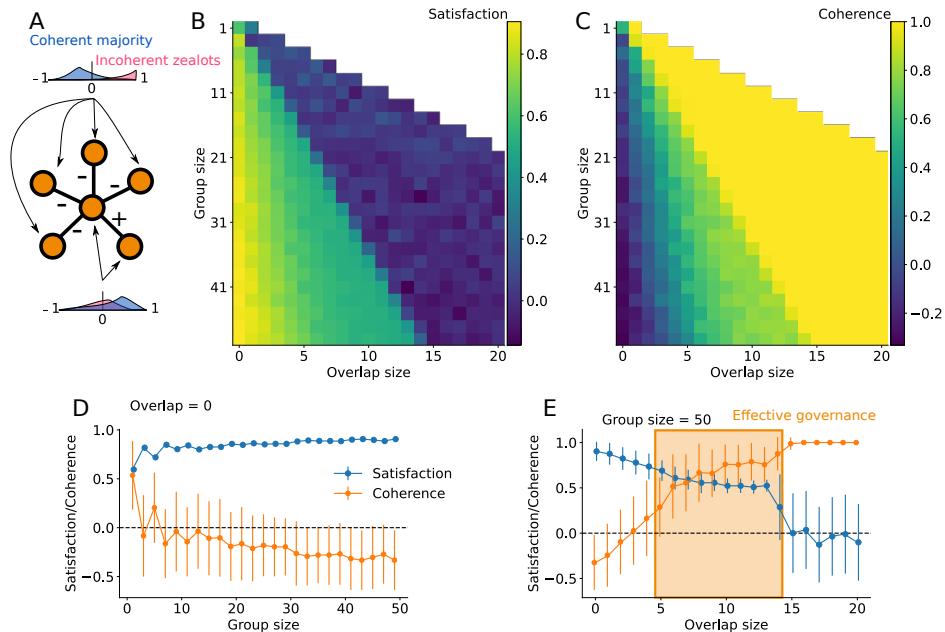 A
Coherent majority
Incoherent zealots
-1
0
1
-
-
-
-
+
-1
0
1
B
Satisfaction
1
11
21
31
41
Group size
0
5
10
15
20
Overlap size
0.8
0.6
0.4
0.2
0.0
C
Coherence
1
11
21
31
41
Group size
0
5
10
15
20
Overlap size
1.0
0.8
0.6
0.4
0.2
0.0
−0.2
D
Overlap = 0
1.0
0.5
0.0
−0.5
Satisfaction/Coherence
Satisfaction
Coherence
0
10
20
30
40
50
Group size
E
Group size = 50
Effective governance
1.0
0.5
0.0
−0.5
Satisfaction/Coherence
0
5
10
15
20
Overlap size